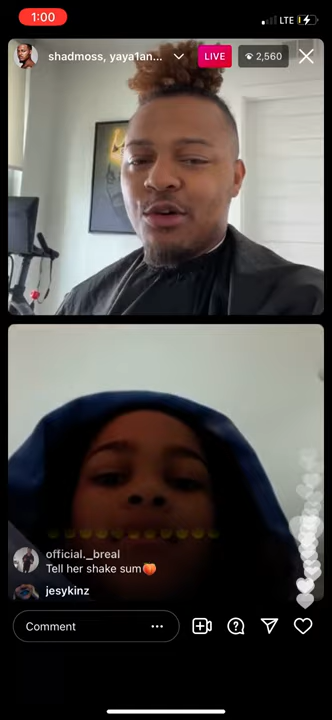 1:00
LTE
shadmoss, yaya1an...
LIVE
2,560
official._breal
Tell her shake sum🍑
jesykinz
Comment